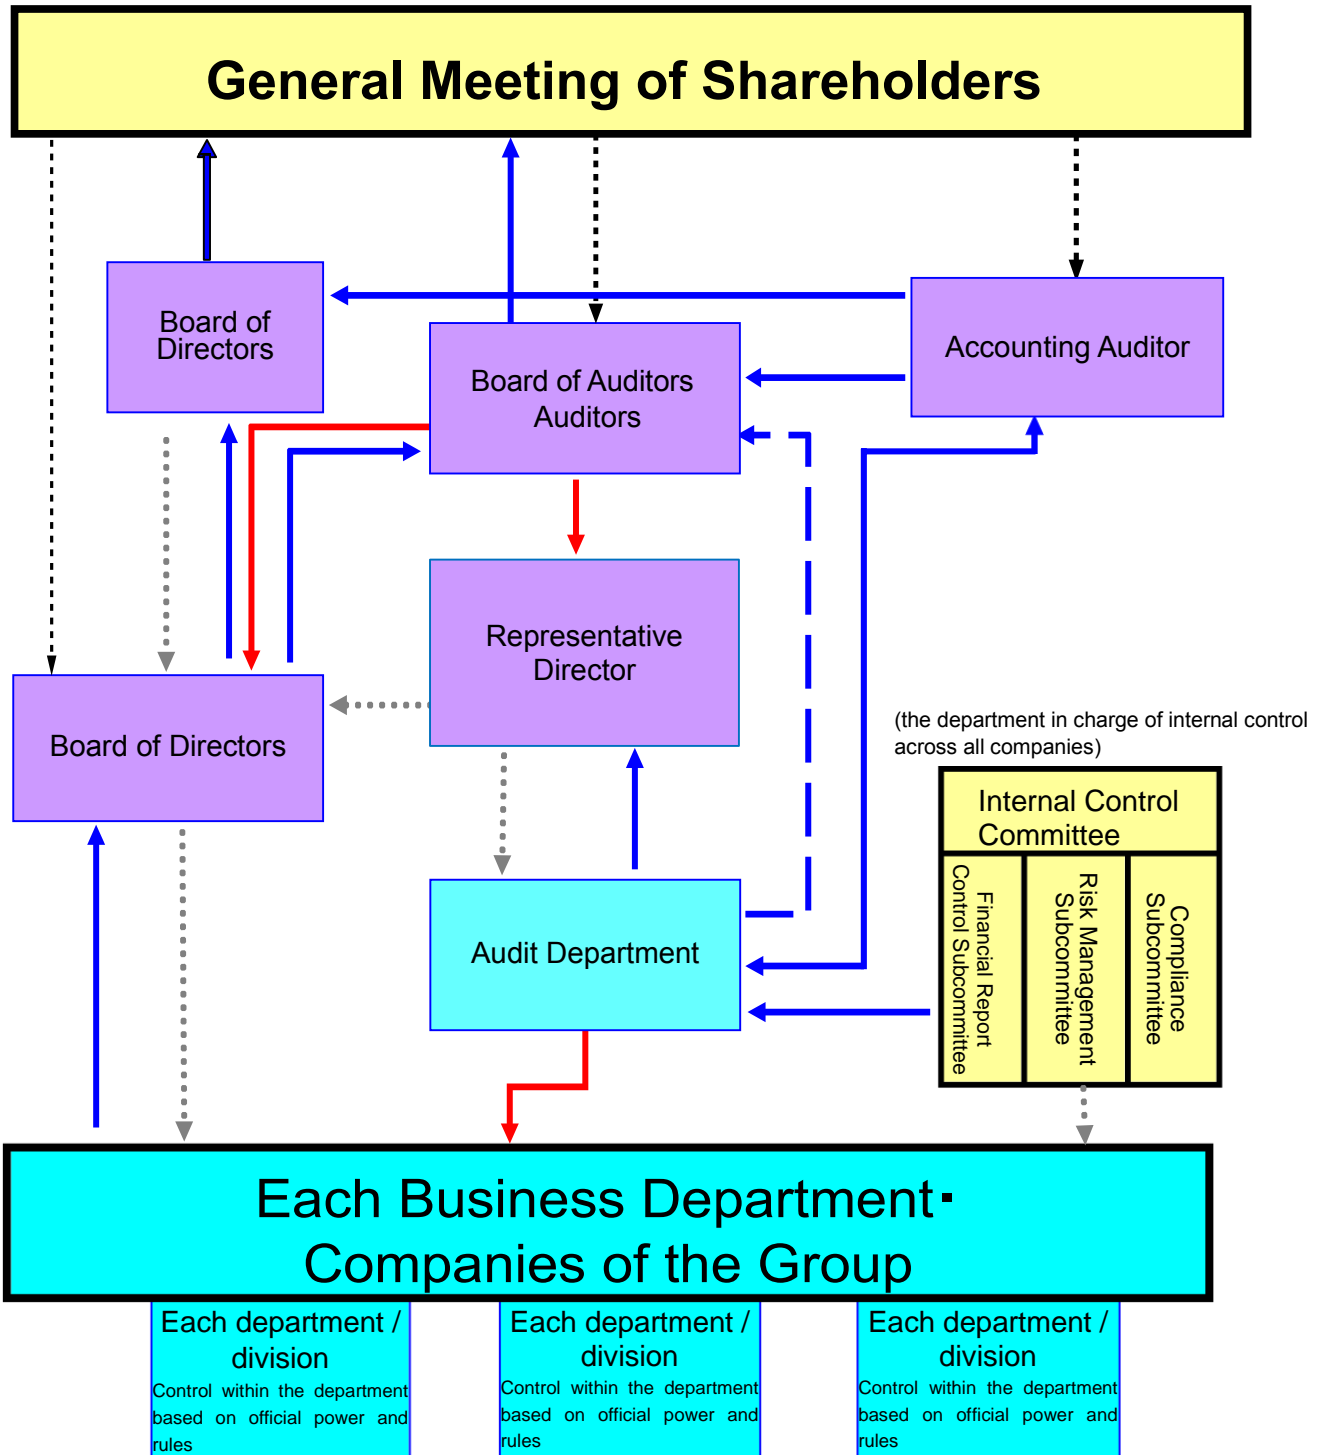 General Meeting of Shareholders
Board of
Directors
Board of Auditors
Auditors
Accounting Auditor
Representative
Director
Board of Directors
(the department in charge of internal control
across all companies)
Internal Control
Committee
Financial Report
Control Subcommittee
Risk Management
Subcommittee
Compliance
Subcommittee
Audit Department
Each Business Department・
Companies of the Group
Each department /
division
Control within the department
based on official power and
rules
Each department /
division
Control within the department
based on official power and
rules
Each department /
division
Control within the department
based on official power and
rules